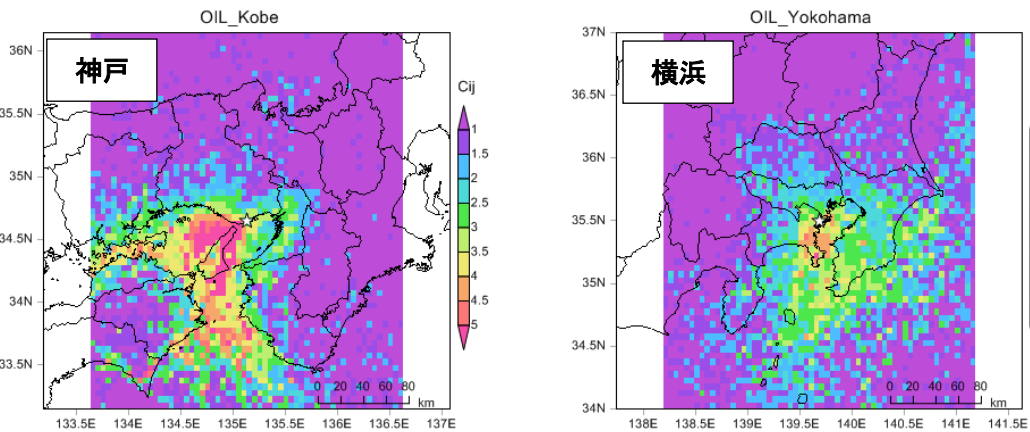 OIL_Kobe
神戸
36N
35.5N
35N
34.5N
34N
33.5N
133.5E 134E 134.5E 135E 135.5E 136E 136.5E 137E
0 20 40 60 80
km
Cij
1
1.5
2
2.5
3
3.5
4
4.5
5
OIL_Yokohama
横浜
37N
36.5N
36N
35.5N
35N
34.5N
34N
138E 138.5E 139E 139.5E 140E 140.5E 141E 141.5E
0 20 40 60 80
km